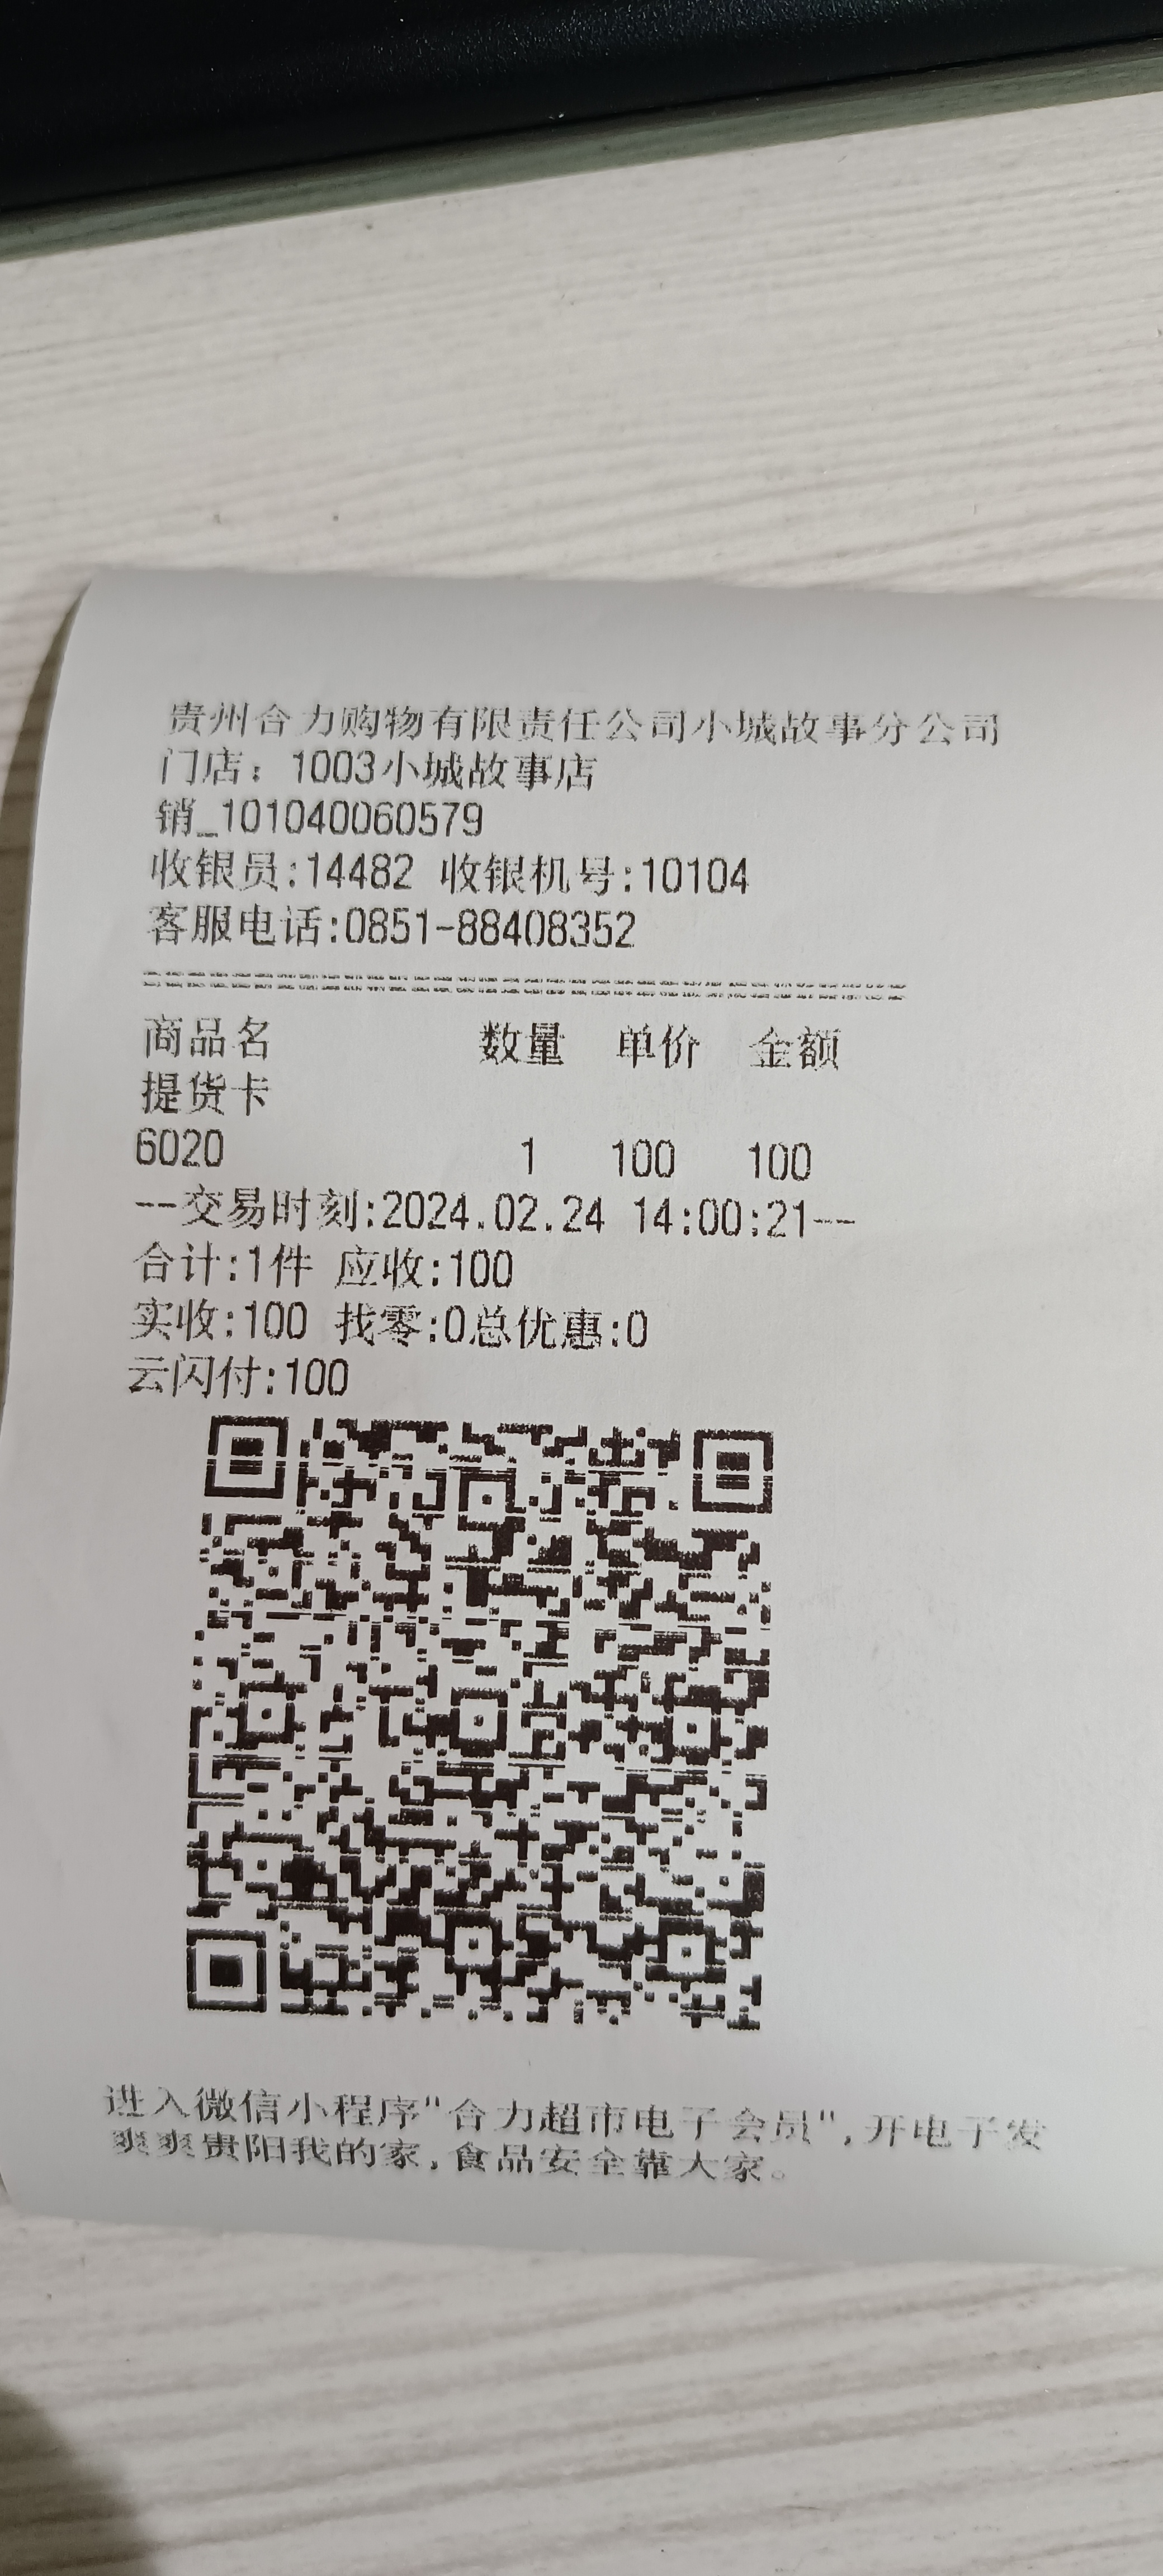 贵州合力购物有限责任公司小城故事分公司
门店：1003小城故事店
销_101040060579
收银员:14482 收银机号:10104
客服电话:0851-88408352
商品名 数量 单价 金额
提货卡
6020 1 100 100
--交易时刻:2024.02.24 14:00:21--
合计:1件 应收:100
实收:100 找零:0总优惠:0
云闪付:100
进入微信小程序"合力超市电子会员",开电子发
爽爽贵阳我的家,食品安全靠大家。